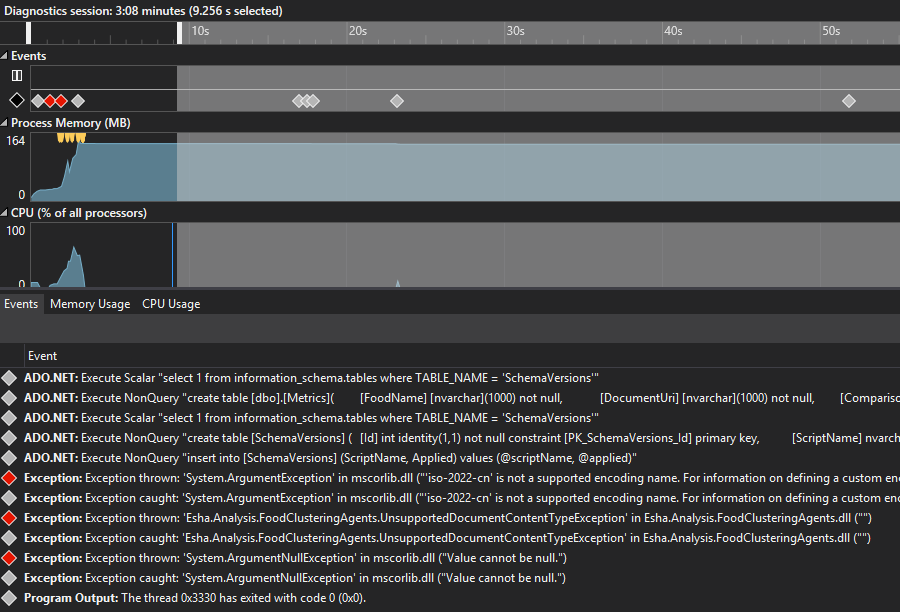 Diagnostics session: 3:08 minutes (9.256 s selected)
10s 20s 30s 40s 50s
Events
Process Memory (MB)
164
0
CPU (% of all processors)
100
0
Events Memory Usage CPU Usage
Event
ADO.NET: Execute Scalar "select 1 from information_schema.tables where TABLE_NAME = 'SchemaVersions'"
ADO.NET: Execute NonQuery "create table [dbo].[Metrics]( [FoodName] [nvarchar](1000) not null, [DocumentUri] [nvarchar](1000) not null, [Compariso
ADO.NET: Execute Scalar "select 1 from information_schema.tables where TABLE_NAME = 'SchemaVersions'"
ADO.NET: Execute NonQuery "create table [SchemaVersions] ( [Id] int identity(1,1) not null constraint [PK_SchemaVersions_Id] primary key, [ScriptName] nvarch
ADO.NET: Execute NonQuery "insert into [SchemaVersions] (ScriptName, Applied) values (@scriptName, @applied)"
Exception: Exception thrown: 'System.ArgumentException' in mscorlib.dll ("'iso-2022-cn' is not a supported encoding name. For information on defining a custom en
Exception: Exception caught: 'System.ArgumentException' in mscorlib.dll ("'iso-2022-cn' is not a supported encoding name. For information on defining a custom enc
Exception: Exception thrown: 'Esha.Analysis.FoodClusteringAgents.UnsupportedDocumentContentTypeException' in Esha.Analysis.FoodClusteringAgents.dll ("")
Exception: Exception caught: 'Esha.Analysis.FoodClusteringAgents.UnsupportedDocumentContentTypeException' in Esha.Analysis.FoodClusteringAgents.dll ("")
Exception: Exception thrown: 'System.ArgumentNullException' in mscorlib.dll ("Value cannot be null.")
Exception: Exception caught: 'System.ArgumentNullException' in mscorlib.dll ("Value cannot be null.")
Program Output: The thread 0x3330 has exited with code 0 (0x0).